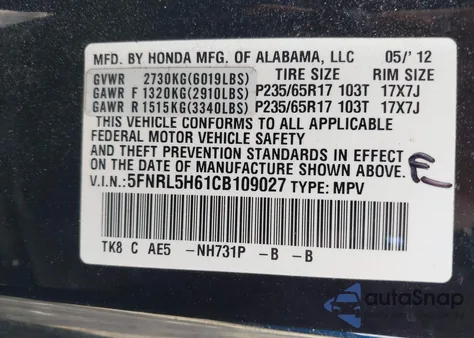 MFD. BY HONDA MFG. OF ALABAMA, LLC 05/' 12
GVWR 2730KG(6019LBS) TIRE SIZE RIM SIZE
GAWR F 1320KG(2910LBS) P235/65R17 103T 17X7J
GAWR R 1515KG(3340LBS) P235/65R17 103T 17X7J
THIS VEHICLE CONFORMS TO ALL APPLICABLE
FEDERAL MOTOR VEHICLE SAFETY
AND THEFT PREVENTION STANDARDS IN EFFECT
ON THE DATE OF MANUFACTURE SHOWN ABOVE.
V.I.N.: 5FNRL5H61CB109027 TYPE: MPV
TK8 C AE5 -NH731P -B -B
autoSnap